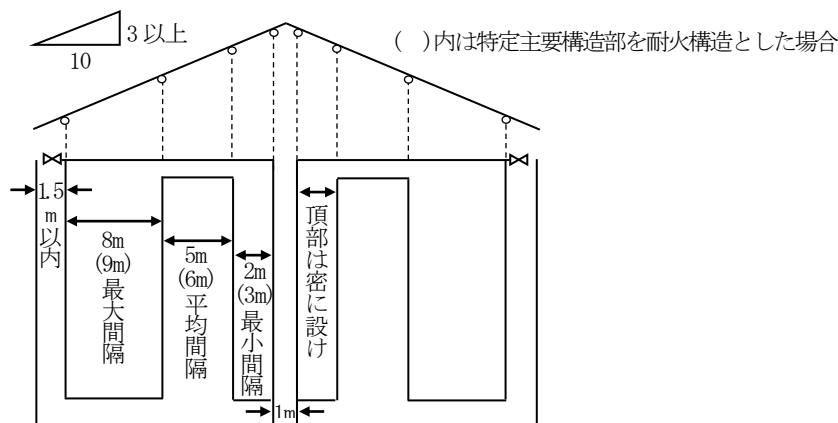 3以上
10
( )内は特定主要構造部を耐火構造とした場合
1.5m以内
8m(9m)最大間隔
5m(6m)平均間隔
2m(3m)最小間隔
頂部は密に設け
1m